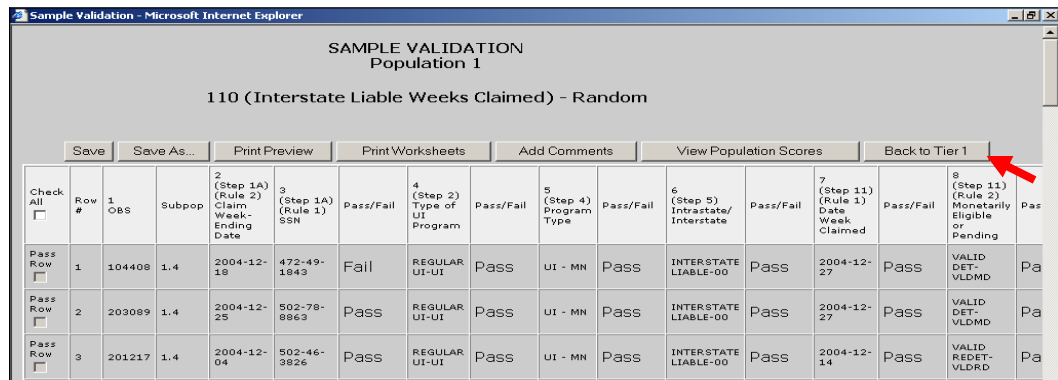 Sample Validation - Microsoft Internet Explorer
SAMPLE VALIDATION
Population 1
110 (Interstate Liable Weeks Claimed) - Random
Save Save As... Print Preview Print Worksheets Add Comments View Population Scores Back to Tier 1
Check All Row # 1 OBS Subpop 2 (Step 1A) (Rule 2) Claim Week-Ending Date 3 (Step 1A) (Rule 1) SSN Pass/Fail 4 (Step 2) Type of UI Program Pass/Fail 5 (Step 4) Program Type Pass/Fail 6 (Step 5) Intrastate/ Interstate Pass/Fail 7 (Step 11) (Rule 1) Date Week Claimed Pass/Fail 8 (Step 11) (Rule 2) Monetarily Eligible or Pending Pas
Pass Row 1 104408 1.4 2004-12-18 472-49-1843 Fail REGULAR UI-UI Pass UI - MN Pass INTERSTATE LIABLE-00 Pass 2004-12-27 Pass VALID DET-VLDMD Pa
Pass Row 2 203089 1.4 2004-12-25 502-78-8863 Pass REGULAR UI-UI Pass UI - MN Pass INTERSTATE LIABLE-00 Pass 2004-12-27 Pass VALID DET-VLDMD Pa
Pass Row 3 201217 1.4 2004-12-04 502-46-3826 Pass REGULAR UI-UI Pass UI - MN Pass INTERSTATE LIABLE-00 Pass 2004-12-14 Pass VALID REDET-VLDRD Pa